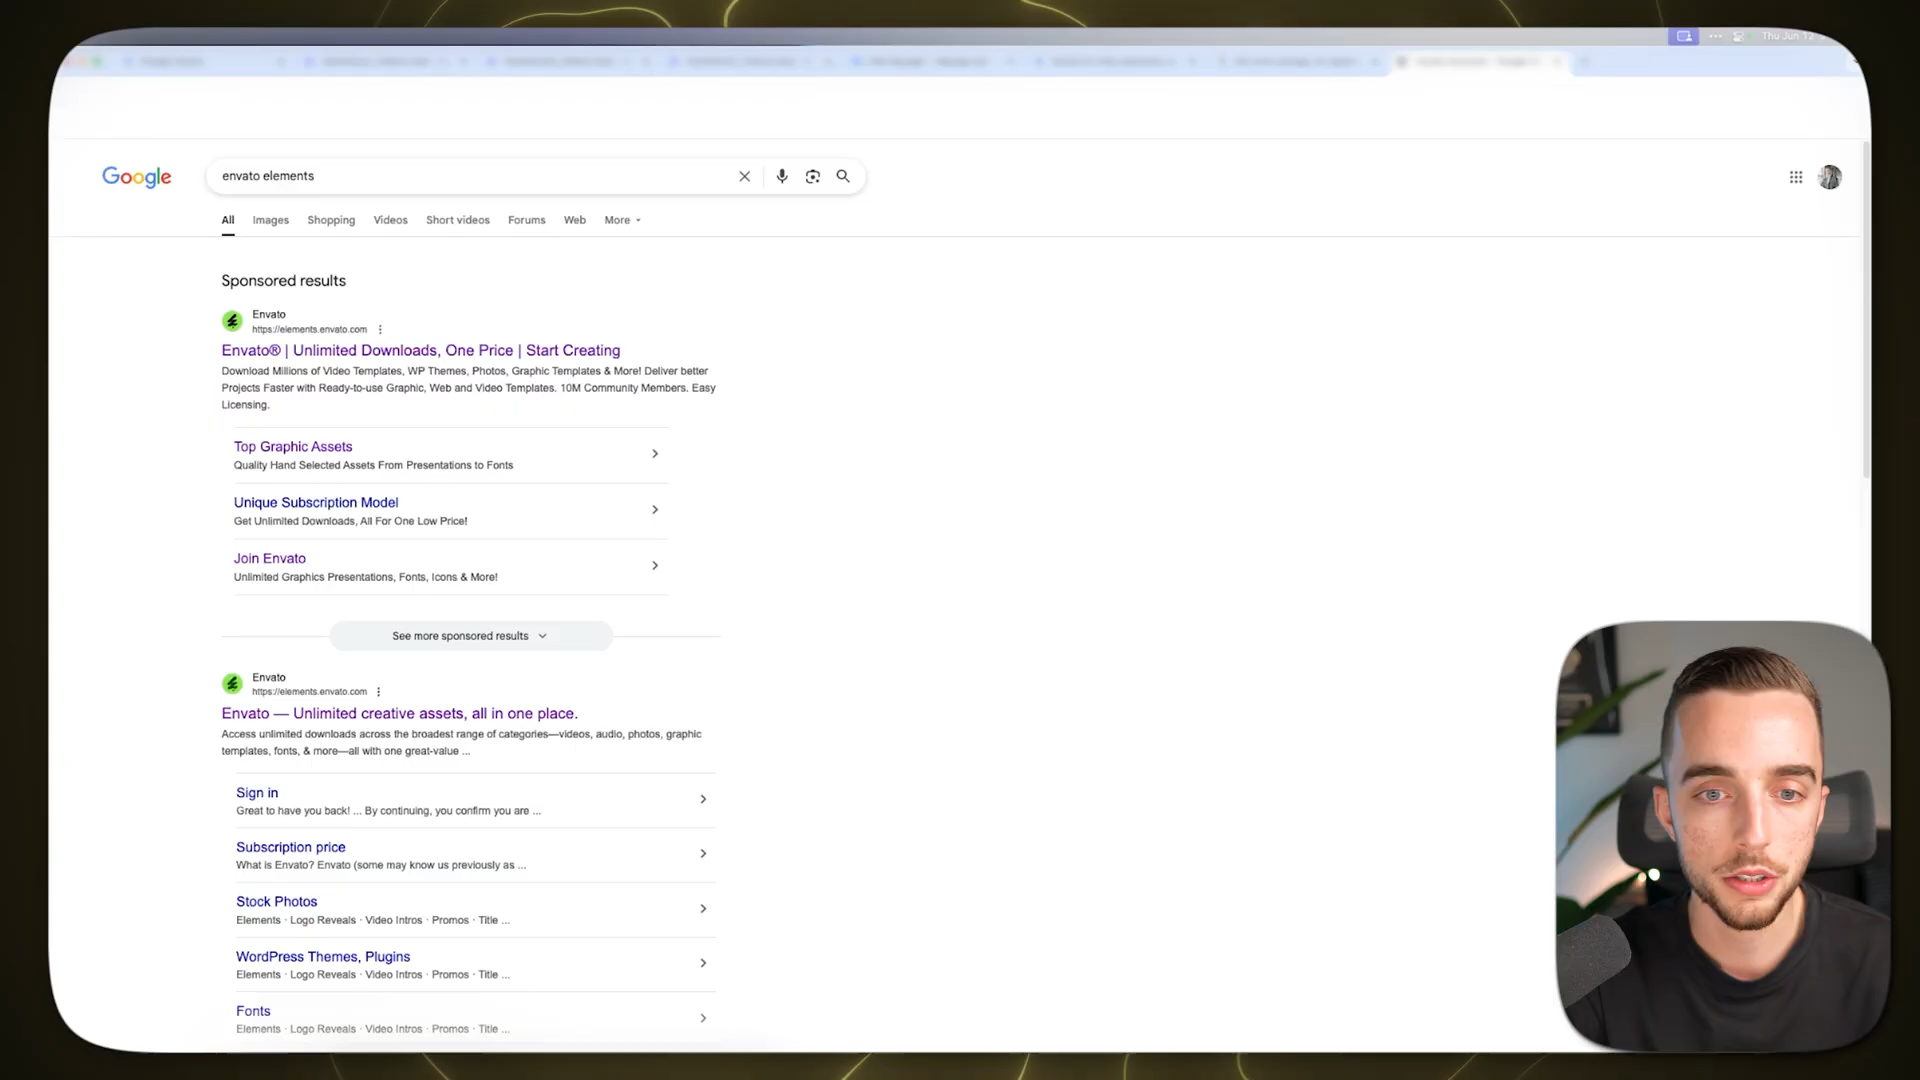 Thu Jun 12
Google
envato elements
All
Images
Shopping
Videos
Short videos
Forums
Web
More
Sponsored results
Envato
https://elements.envato.com
Envato® | Unlimited Downloads, One Price | Start Creating
Download Millions of Video Templates, WP Themes, Photos, Graphic Templates & More! Deliver better
Projects Faster with Ready-to-use Graphic, Web and Video Templates. 10M Community Members. Easy
Licensing.
Top Graphic Assets
Quality Hand Selected Assets From Presentations to Fonts
Unique Subscription Model
Get Unlimited Downloads, All For One Low Price!
Join Envato
Unlimited Graphics Presentations, Fonts, Icons & More!
See more sponsored results
Envato
https://elements.envato.com
Envato — Unlimited creative assets, all in one place.
Access unlimited downloads across the broadest range of categories—videos, audio, photos, graphic
templates, fonts, & more—all with one great-value ...
Sign in
Great to have you back! ... By continuing, you confirm you are ...
Subscription price
What is Envato? Envato (some may know us previously as ...
Stock Photos
Elements · Logo Reveals · Video Intros · Promos · Title ...
WordPress Themes, Plugins
Elements · Logo Reveals · Video Intros · Promos · Title ...
Fonts
Elements · Logo Reveals · Video Intros · Promos · Title ...